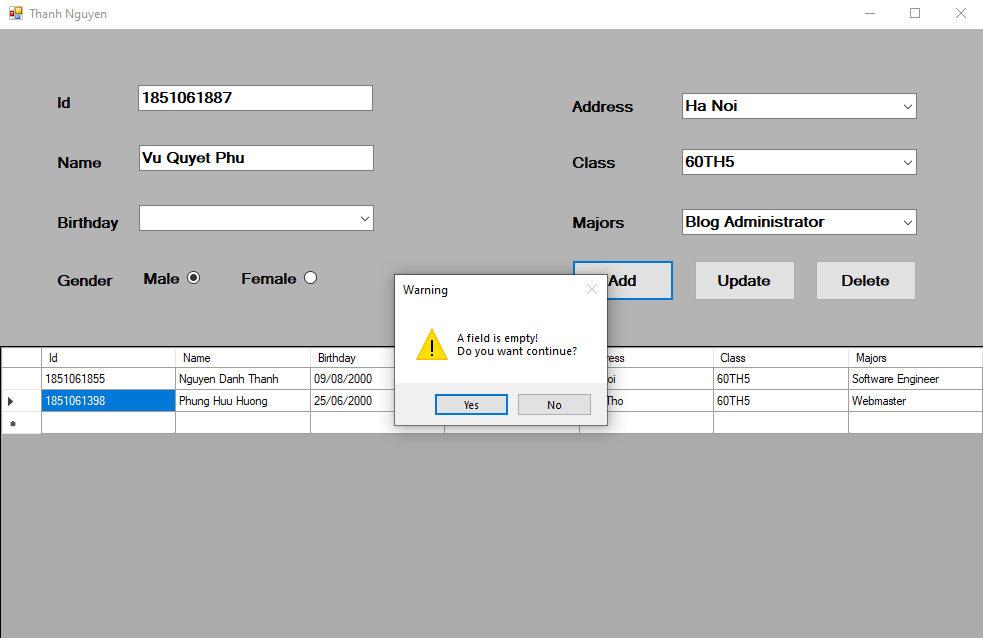 Thanh Nguyen
Id
1851061887
Address
Ha Noi
Name
Vu Quyet Phu
Class
60TH5
Birthday
Majors
Blog Administrator
Gender
Male
Female
Add
Update
Delete
Warning
A field is empty!
Do you want continue?
Yes
No
Id Name Birthday ress Class Majors
1851061855 Nguyen Danh Thanh 09/08/2000 oi 60TH5 Software Engineer
1851061398 Phung Huu Huong 25/06/2000 Tho 60TH5 Webmaster